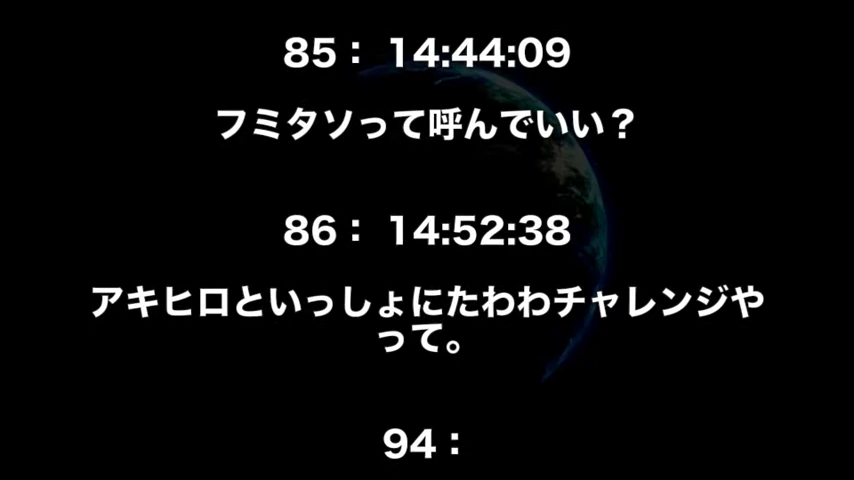 85： 14:44:09
フミタソって呼んでいい？
86： 14:52:38
アキヒロといっしょにたわわチャレンジや
って。
94：